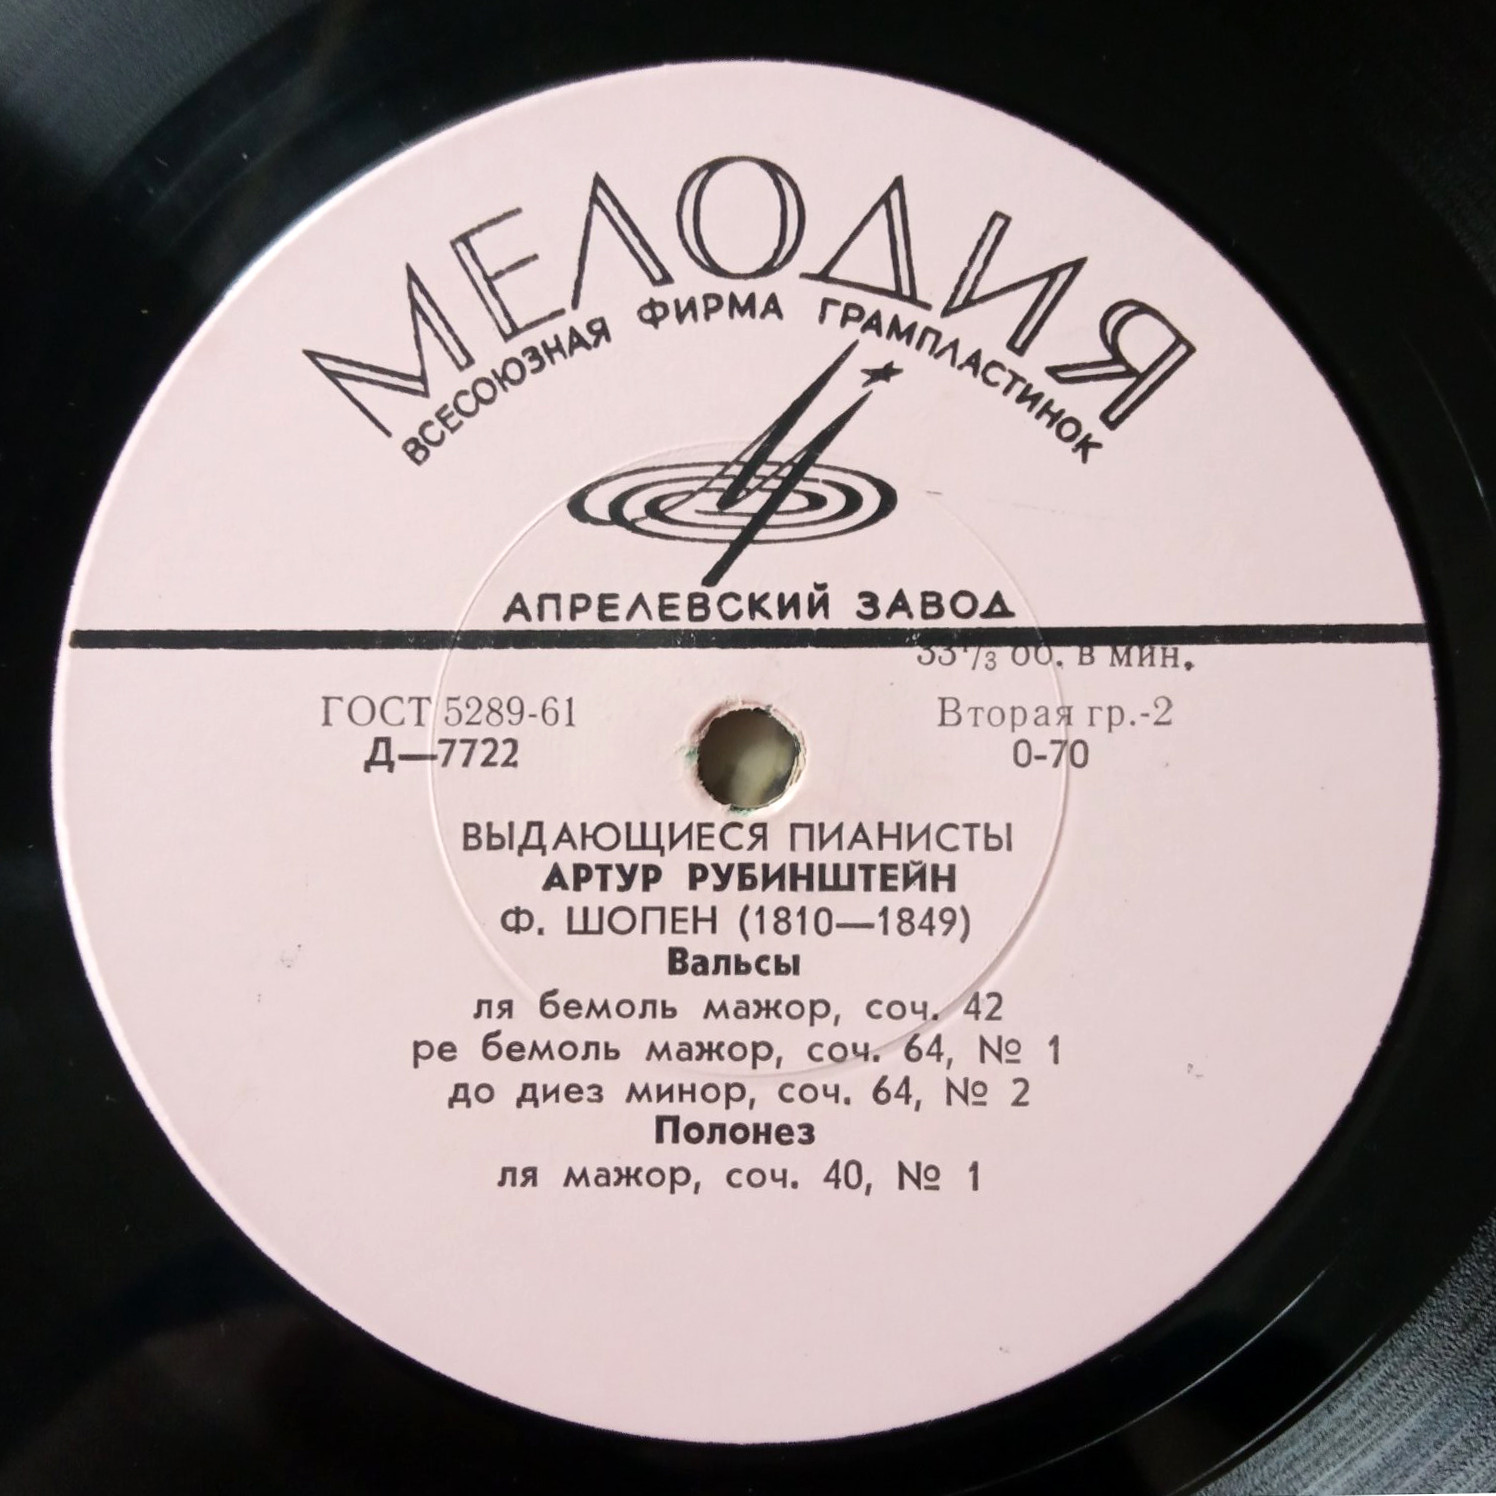 МЕЛОДИЯ
ВСЕСОЮЗНАЯ ФИРМА ГРАМПЛАСТИНОК
АПРЕЛЕВСКИЙ ЗАВОД
33⅓ об. в мин.
ГОСТ 5289-61 Вторая гр.-2
Д—7722 0-70
ВЫДАЮЩИЕСЯ ПИАНИСТЫ
АРТУР РУБИНШТЕЙН
Ф. ШОПЕН (1810—1849)
Вальсы
ля бемоль мажор, соч. 42
ре бемоль мажор, соч. 64, № 1
до диез минор, соч. 64, № 2
Полонез
ля мажор, соч. 40, № 1